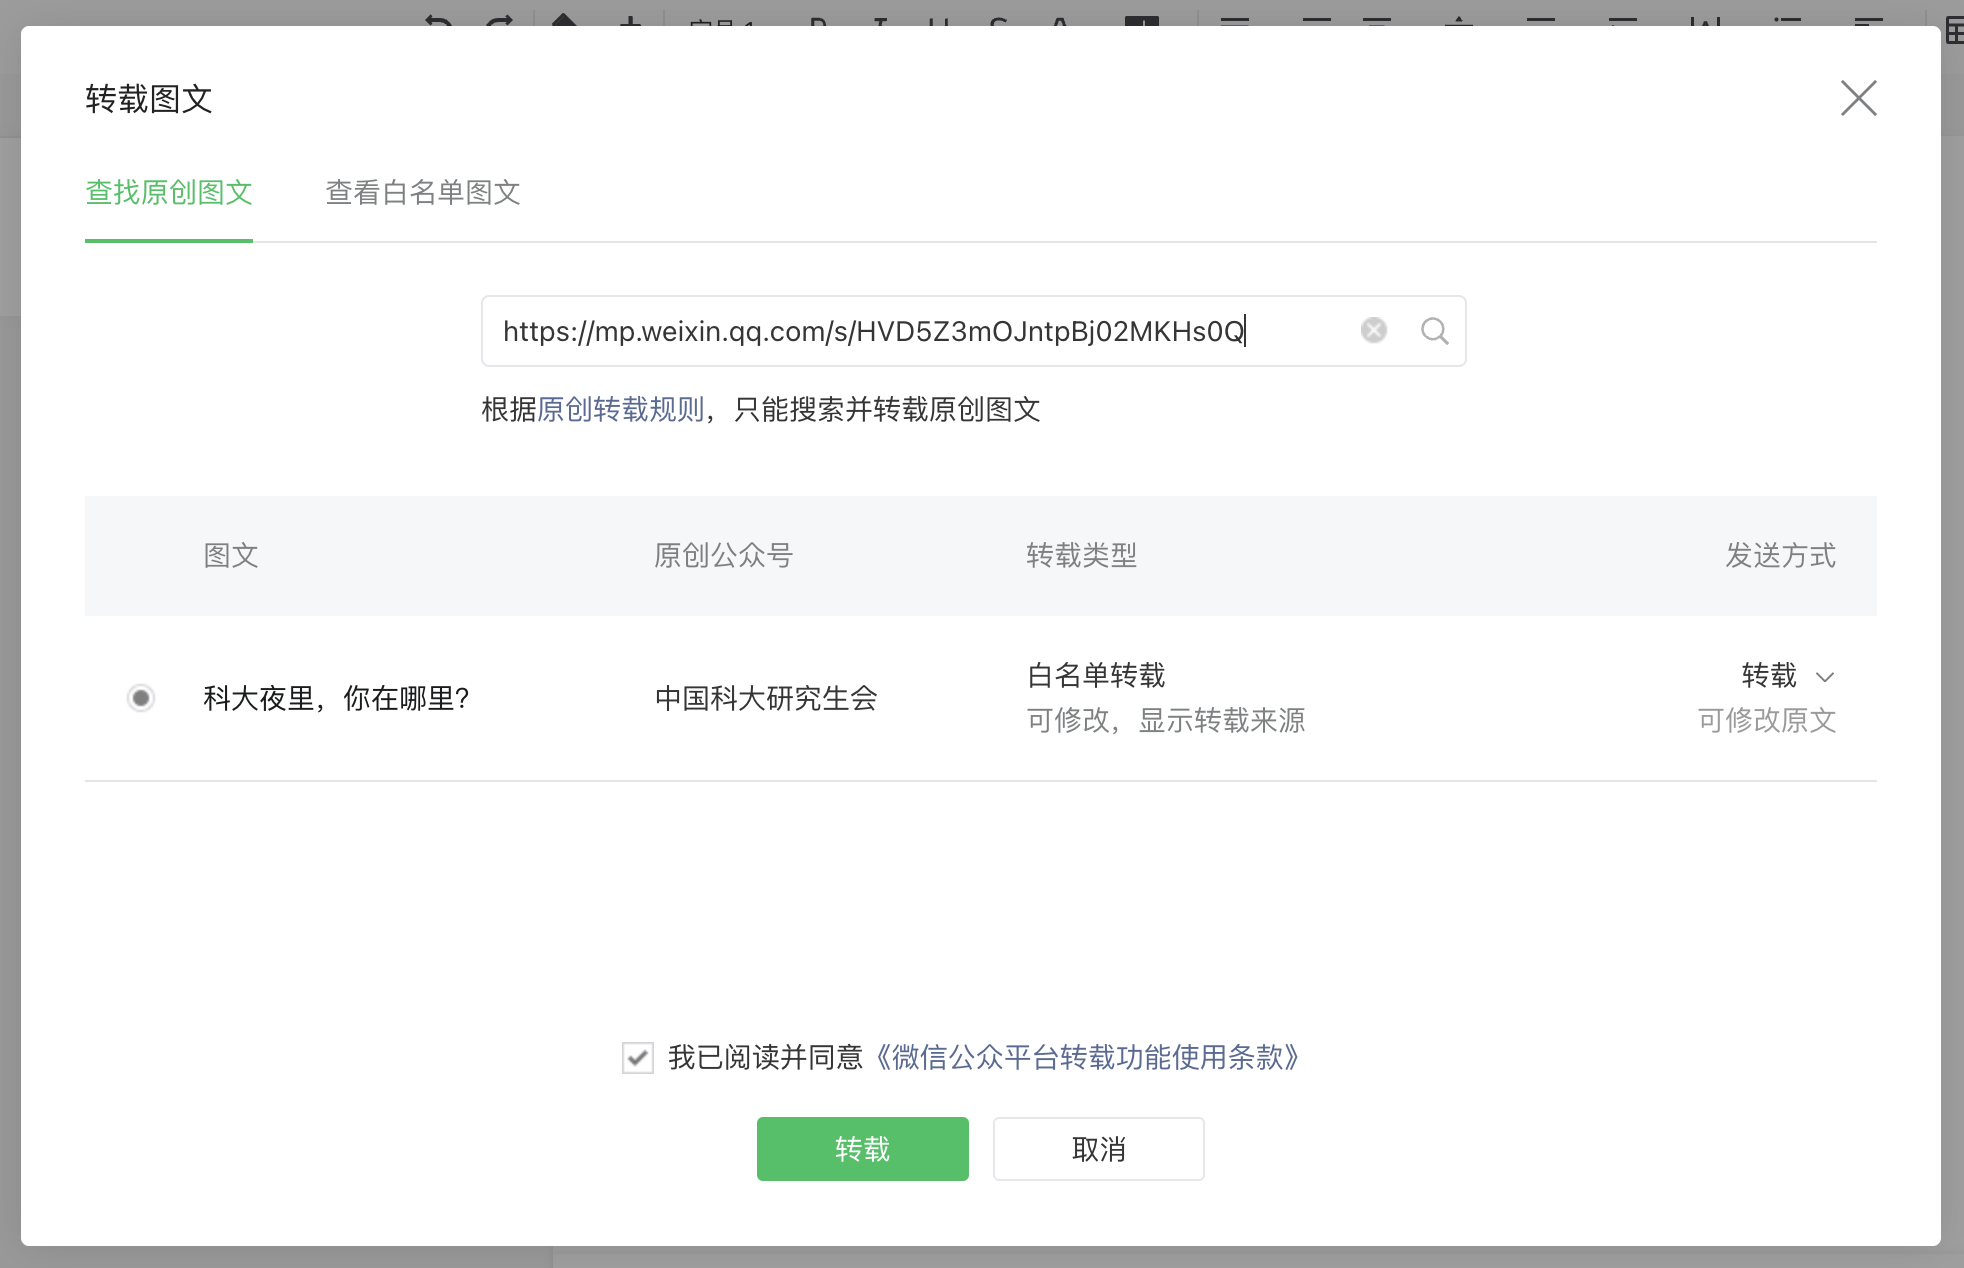 转载图文
查找原创图文 查看白名单图文
https://mp.weixin.qq.com/s/HVD5Z3mOJntpBj02MKHs0Q
根据原创转载规则，只能搜索并转载原创图文
图文 原创公众号 转载类型 发送方式
科大夜里，你在哪里？ 中国科大研究生会 白名单转载 转载
可修改，显示转载来源 可修改原文
我已阅读并同意《微信公众平台转载功能使用条款》
转载 取消